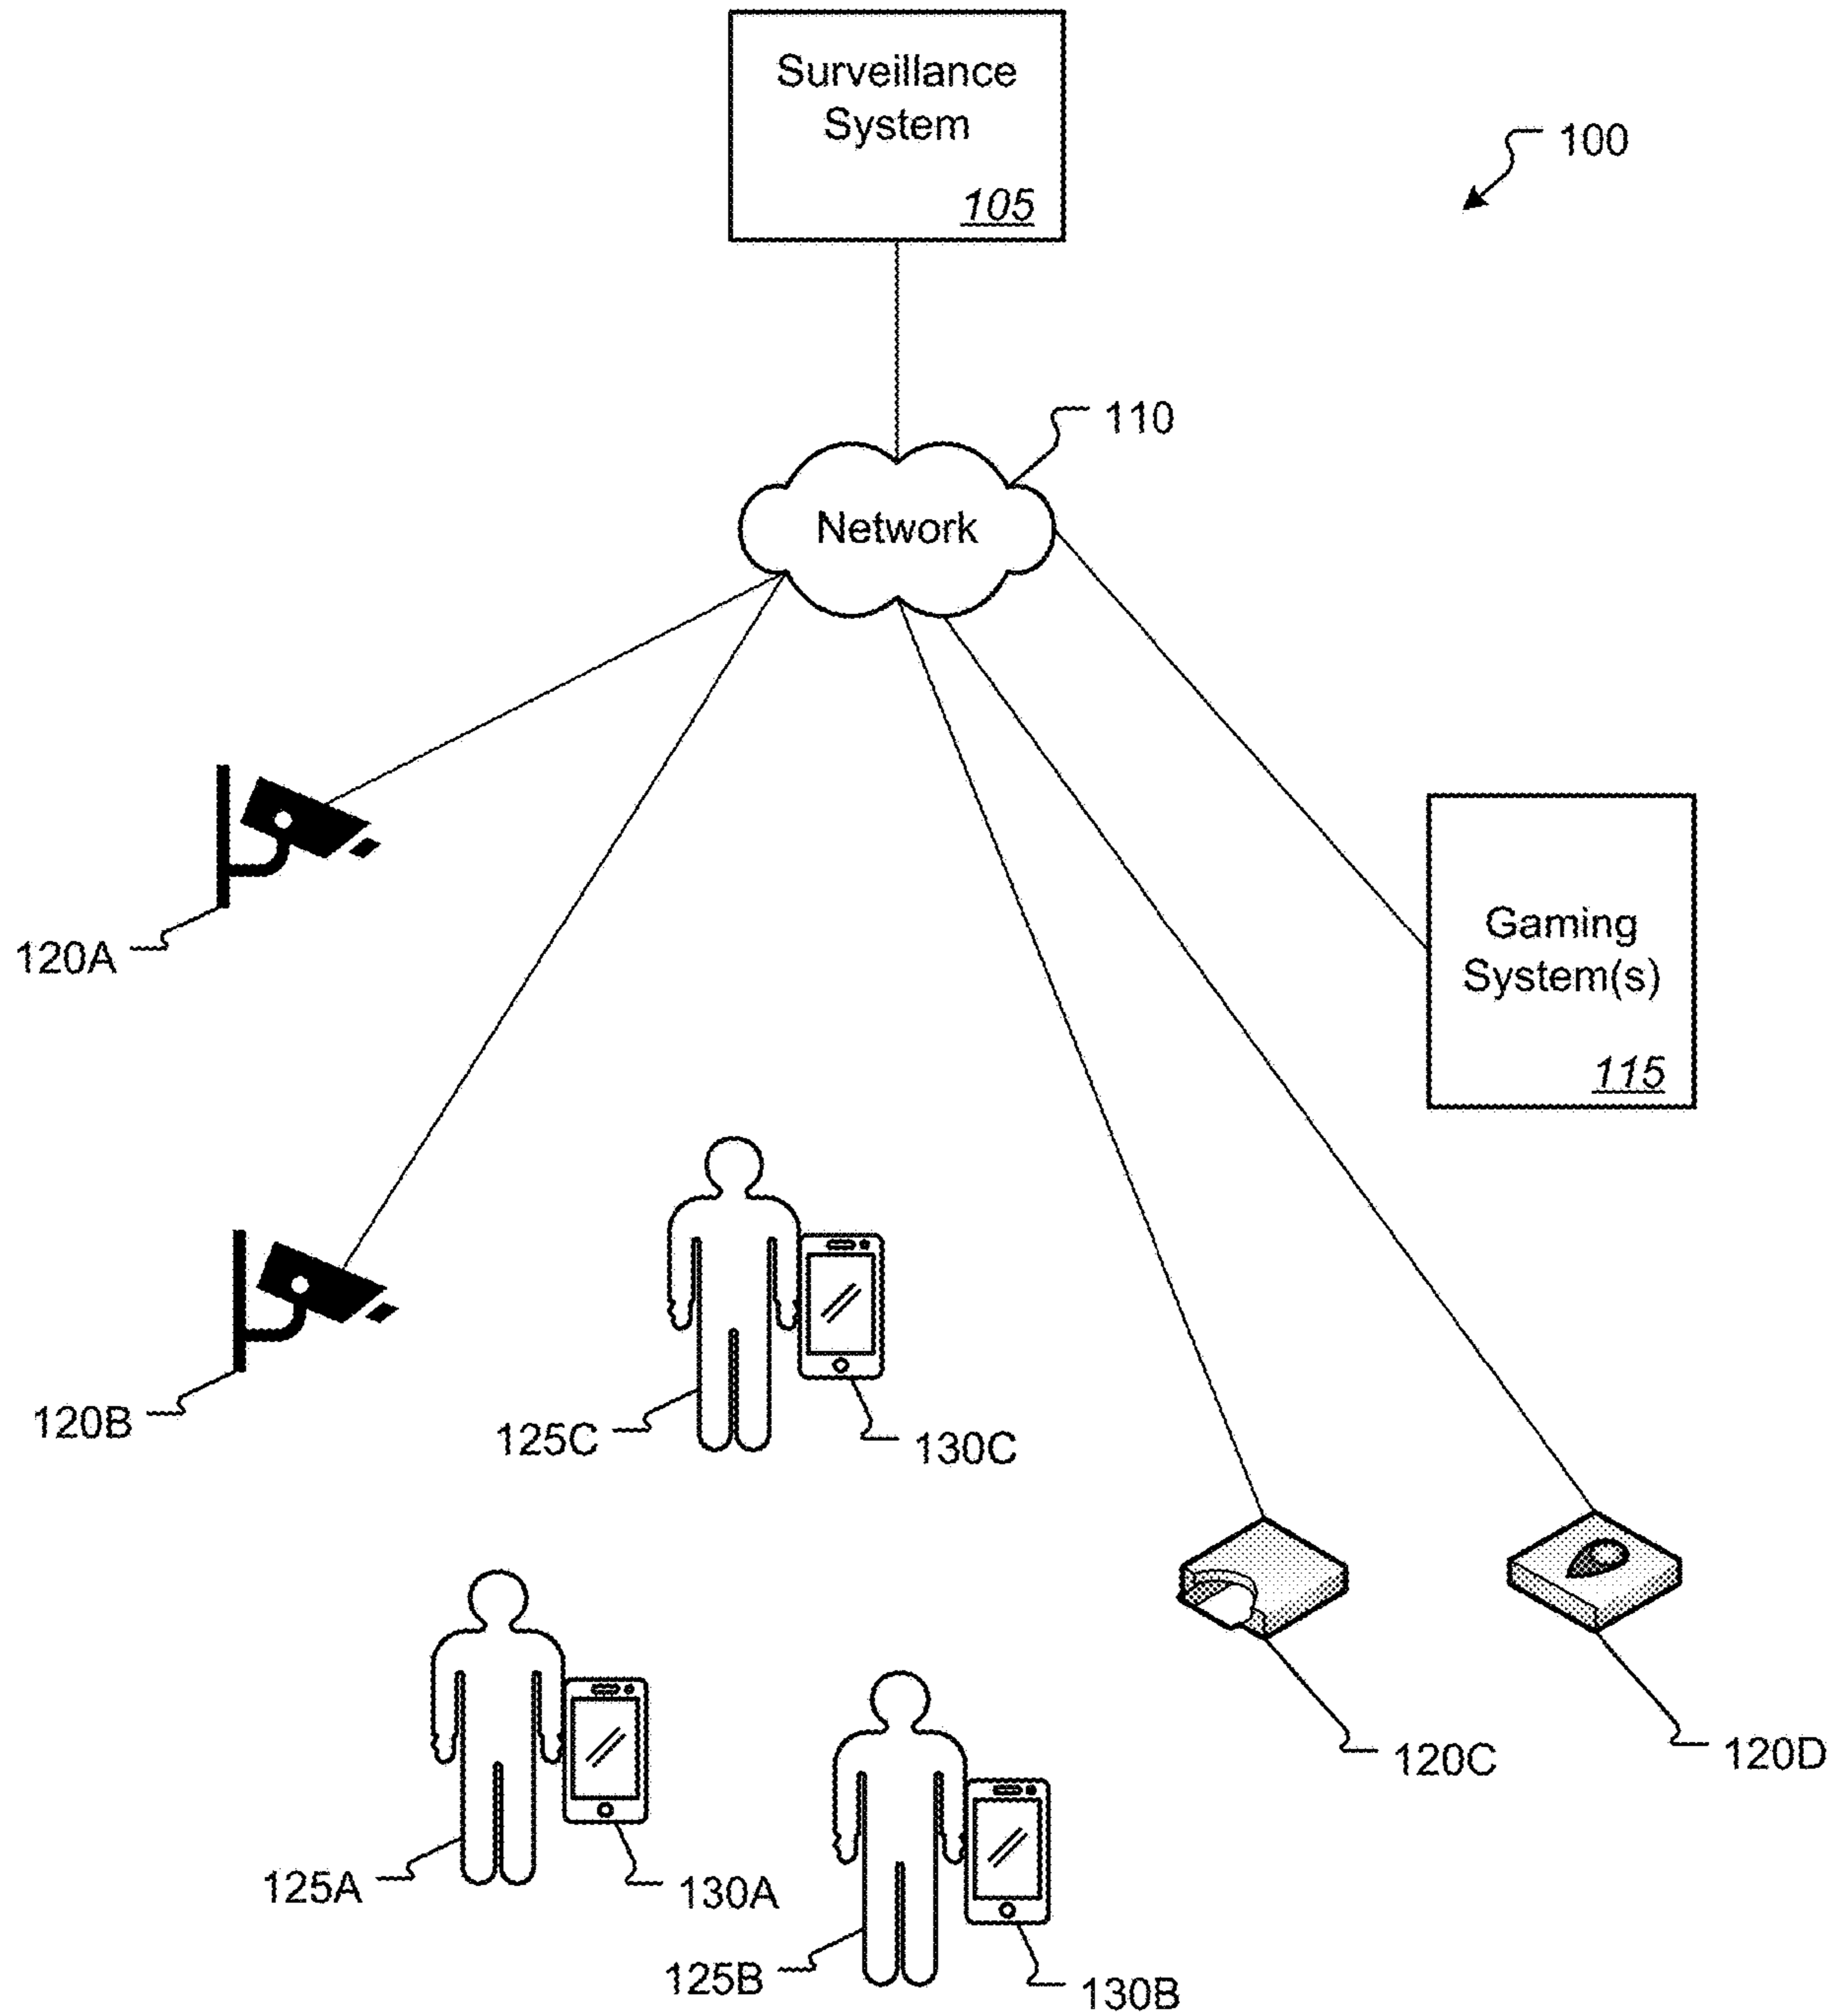 Surveillance
System
105
100
110
Network
120A
Gaming
System(s)
115
120B
125C
130C
120C
120D
125A
130A
125B
130B